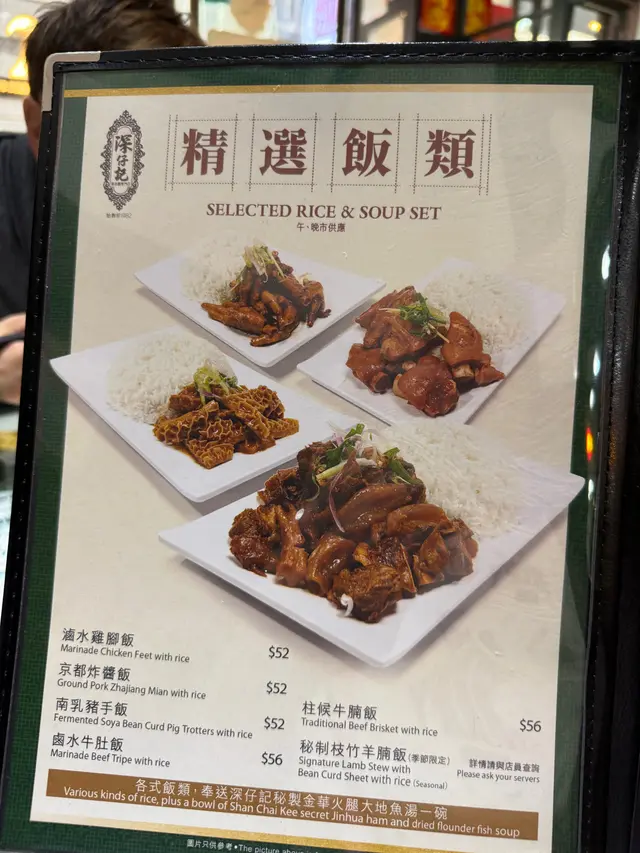 深仔記
精選飯類
SELECTED RICE & SOUP SET
午、晚市供應
滷水雞腳飯
Marinade Chicken Feet with rice $52
京都炸醬飯
Ground Pork Zhajiang Mian with rice $52
南乳豬手飯
Fermented Soya Bean Curd Pig Trotters with rice $52
鹵水牛肚飯
Marinade Beef Tripe with rice $56
柱候牛腩飯
Traditional Beef Brisket with rice $56
秘制枝竹羊腩飯(季節限定) 詳情請與店員查詢
Signature Lamb Stew with Please ask your servers
Bean Curd Sheet with rice (Seasonal)
各式飯類，奉送深仔記秘製金華火腿大地魚湯一碗
Various kinds of rice, plus a bowl of Shan Chai Kee secret Jinhua ham and dried flounder fish soup
圖片只供參考•The picture